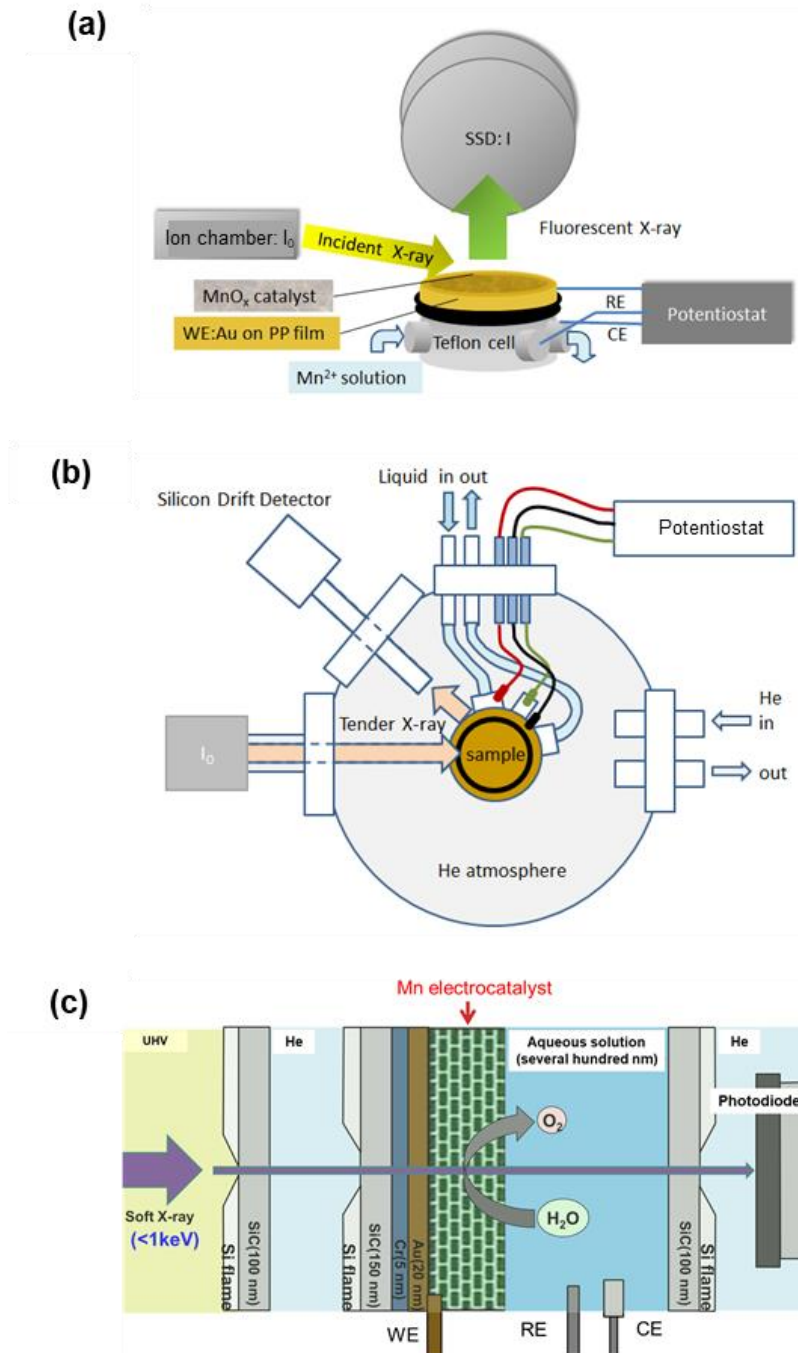 (a)
SSD: I
Ion chamber: I₀
Incident X-ray
Fluorescent X-ray
MnOₓ catalyst
RE
Potentiostat
WE:Au on PP film
Teflon cell
CE
Mn²⁺ solution
(b)
Liquid in out
Silicon Drift Detector
Potentiostat
Tender X-ray
He
in
I₀
sample
out
He atmosphere
(c)
Mn electrocatalyst
UHV
He
Aqueous solution
(several hundred nm)
He
Photodiode
O₂
Soft X-ray
(<1keV)
H₂O
Si flame
SiC(100 nm)
Si flame
SiC(150 nm)
Cr(5 nm)
Au(20 nm)
SiC(100 nm)
Si flame
WE
RE
CE